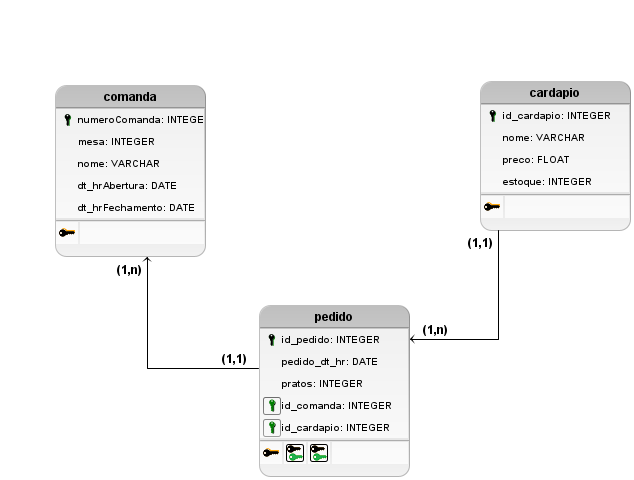 comanda
numeroComanda: INTEGE
mesa: INTEGER
nome: VARCHAR
dt_hrAbertura: DATE
dt_hrFechamento: DATE
cardapio
id_cardapio: INTEGER
nome: VARCHAR
preco: FLOAT
estoque: INTEGER
(1,1)
(1,n)
(1,n)
(1,1)
pedido
id_pedido: INTEGER
pedido_dt_hr: DATE
pratos: INTEGER
id_comanda: INTEGER
id_cardapio: INTEGER